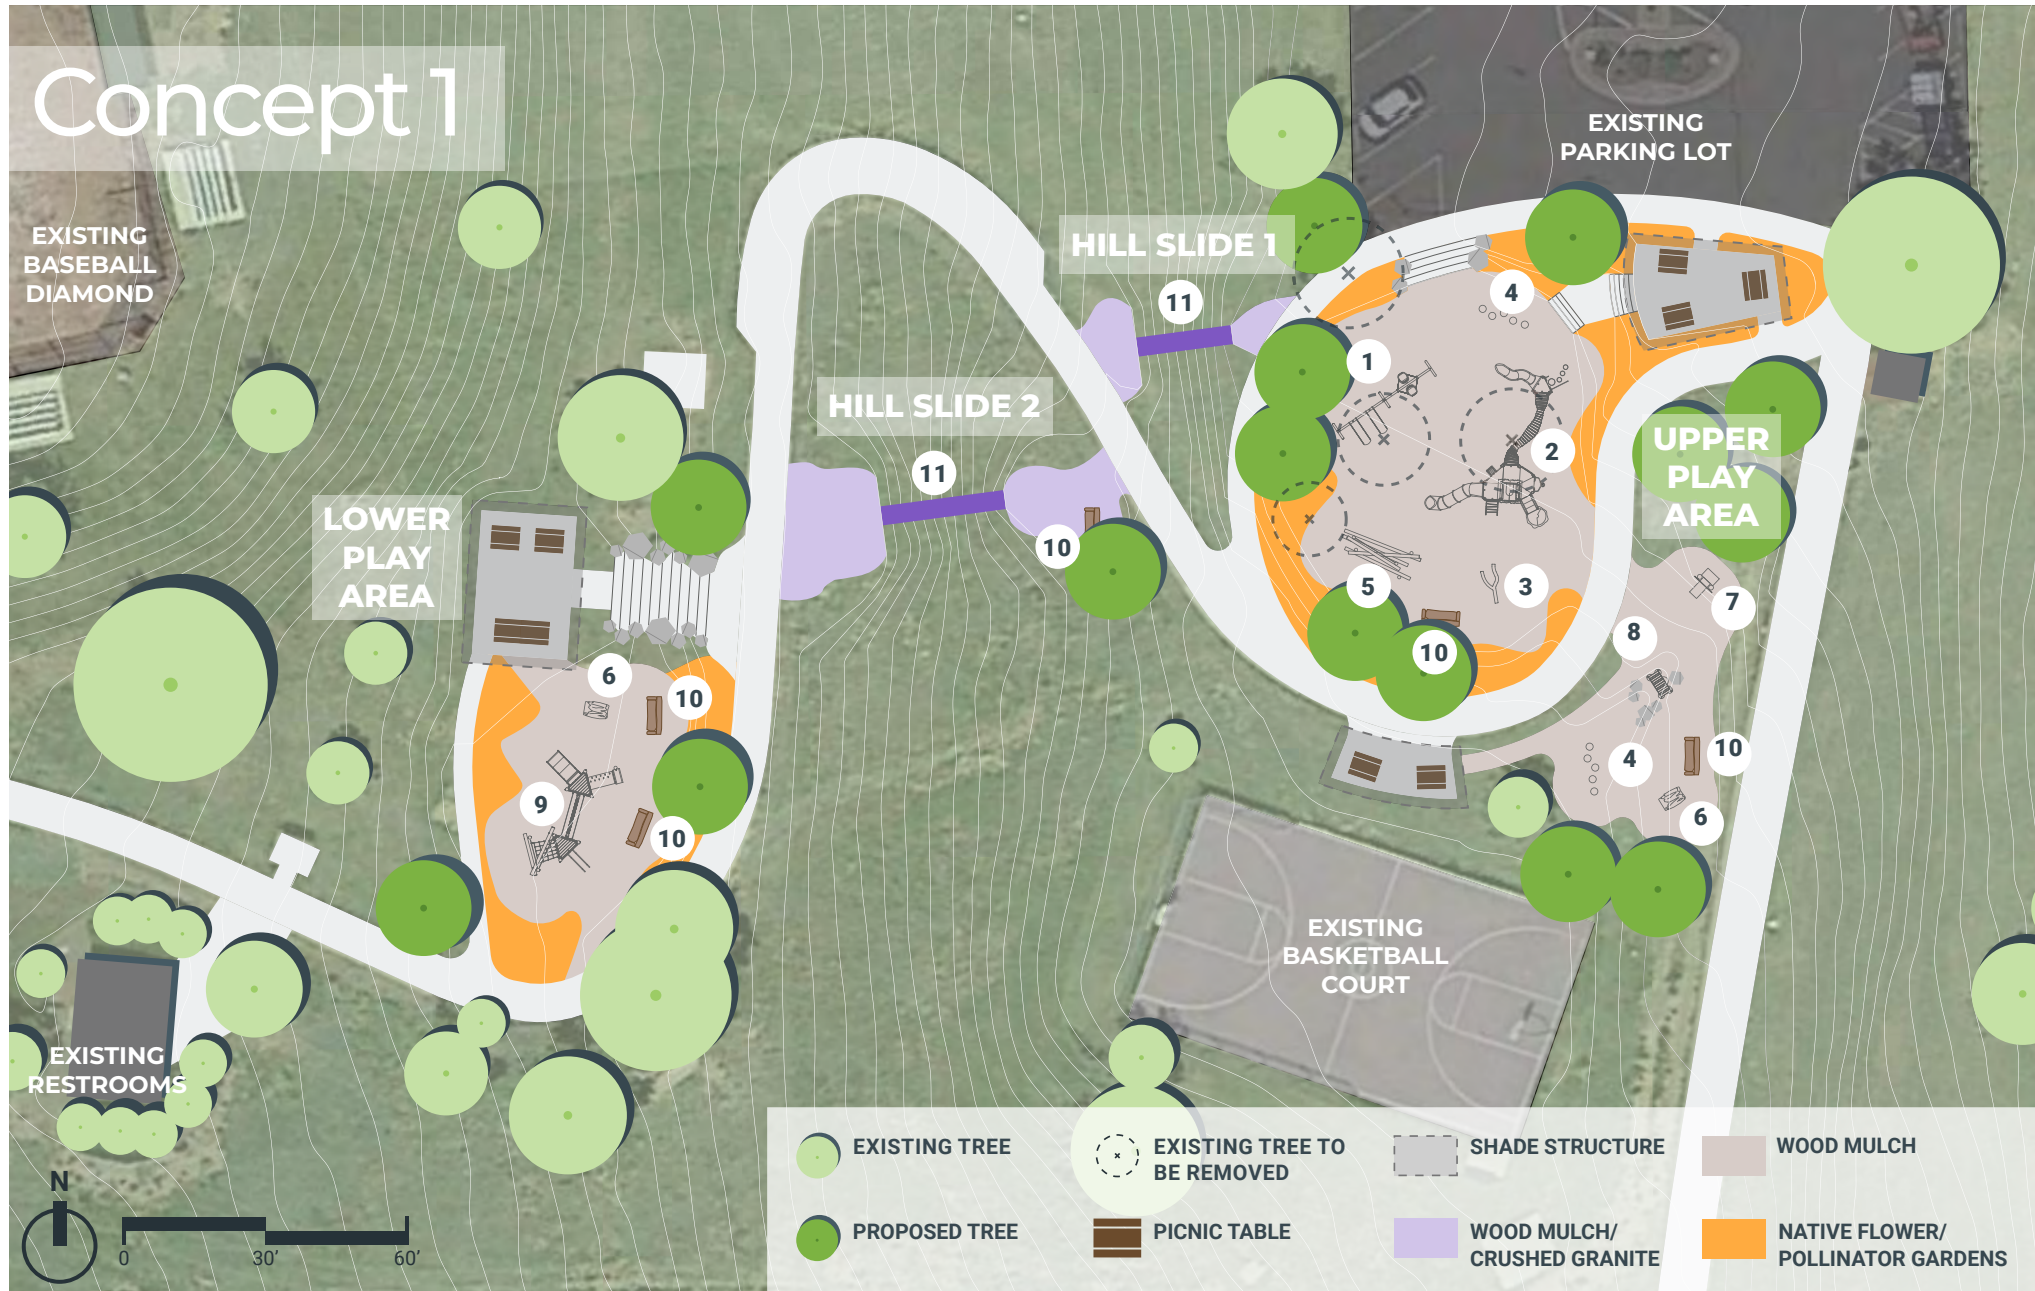 Concept 1
EXISTING
PARKING LOT
EXISTING
BASEBALL
DIAMOND
HILL SLIDE 1
11
4
1
HILL SLIDE 2
11
2
UPPER
PLAY
AREA
LOWER
PLAY
AREA
10
5
3
7
8
10
6
10
4
10
6
9
10
EXISTING
BASKETBALL
COURT
EXISTING
RESTROOMS
N
0
30'
60'
EXISTING TREE
EXISTING TREE TO
BE REMOVED
SHADE STRUCTURE
WOOD MULCH
PROPOSED TREE
PICNIC TABLE
WOOD MULCH/
CRUSHED GRANITE
NATIVE FLOWER/
POLLINATOR GARDENS